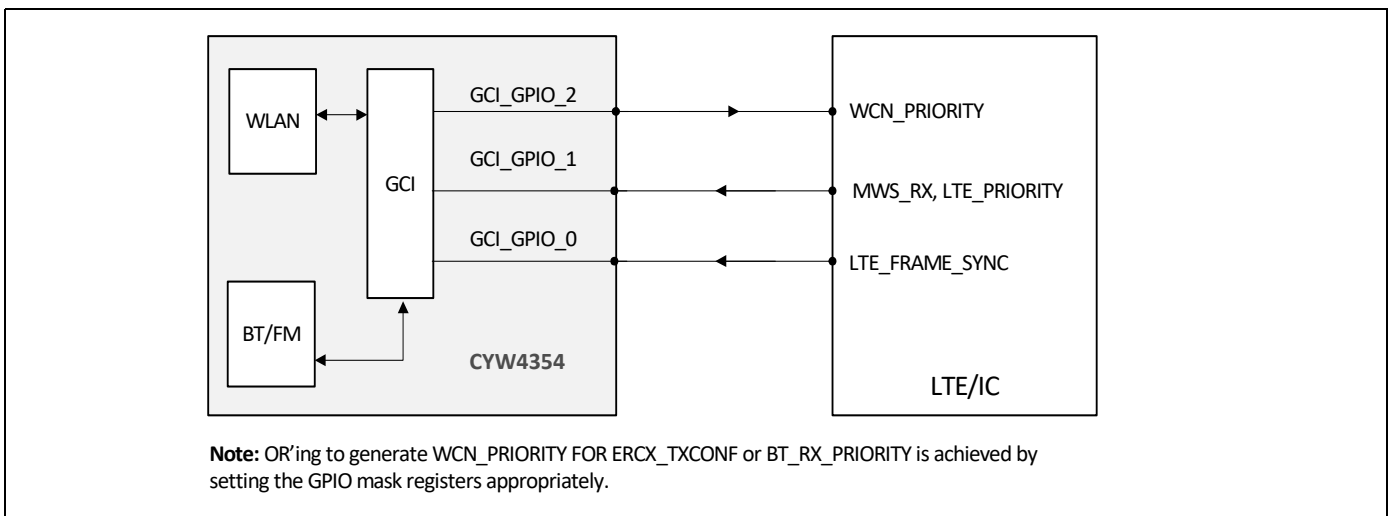 WLAN
GCI
BT/FM
GCI_GPIO_2
GCI_GPIO_1
GCI_GPIO_0
CYW4354
WCN_PRIORITY
MWS_RX, LTE_PRIORITY
LTE_FRAME_SYNC
LTE/IC
Note: OR’ing to generate WCN_PRIORITY FOR ERCX_TXCONF or BT_RX_PRIORITY is achieved by
setting the GPIO mask registers appropriately.